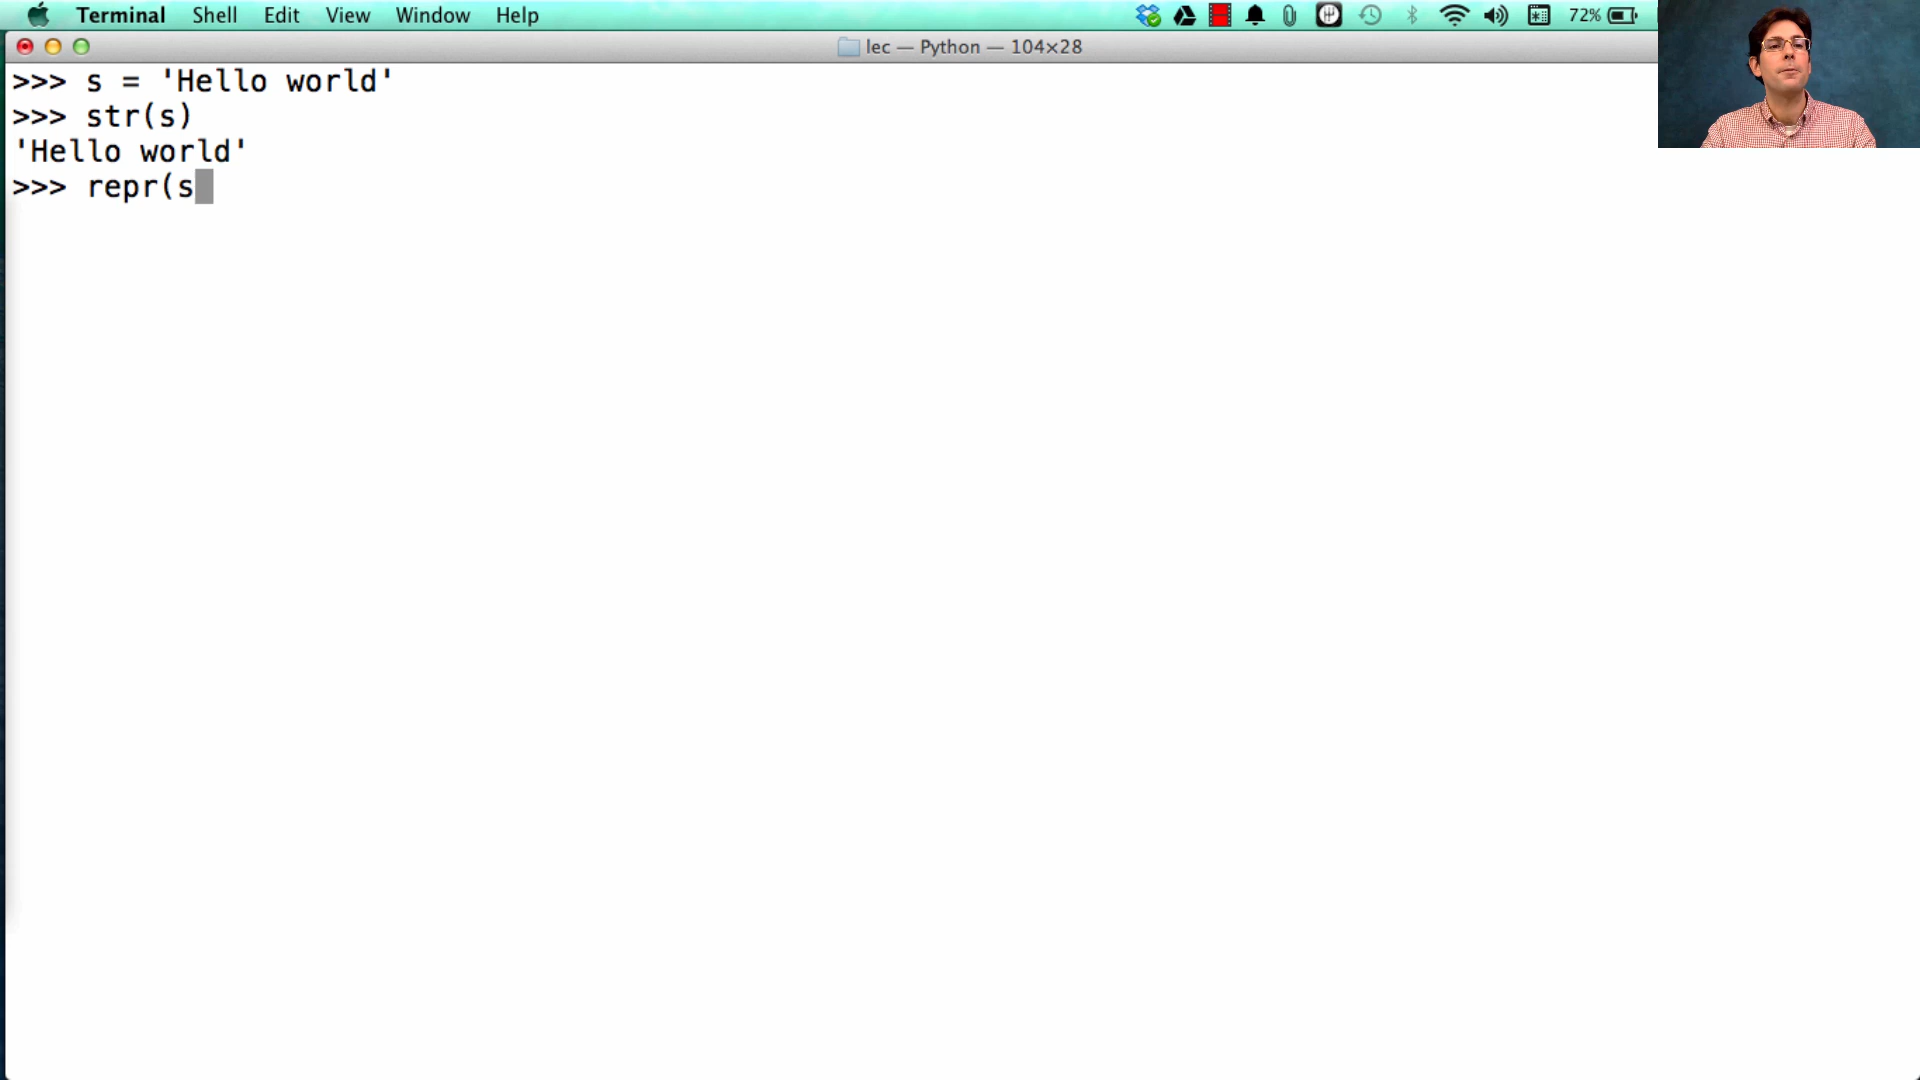 Terminal Shell Edit View Window Help 72%
lec — Python — 104×28
>>> s = 'Hello world'
>>> str(s)
'Hello world'
>>> repr(s